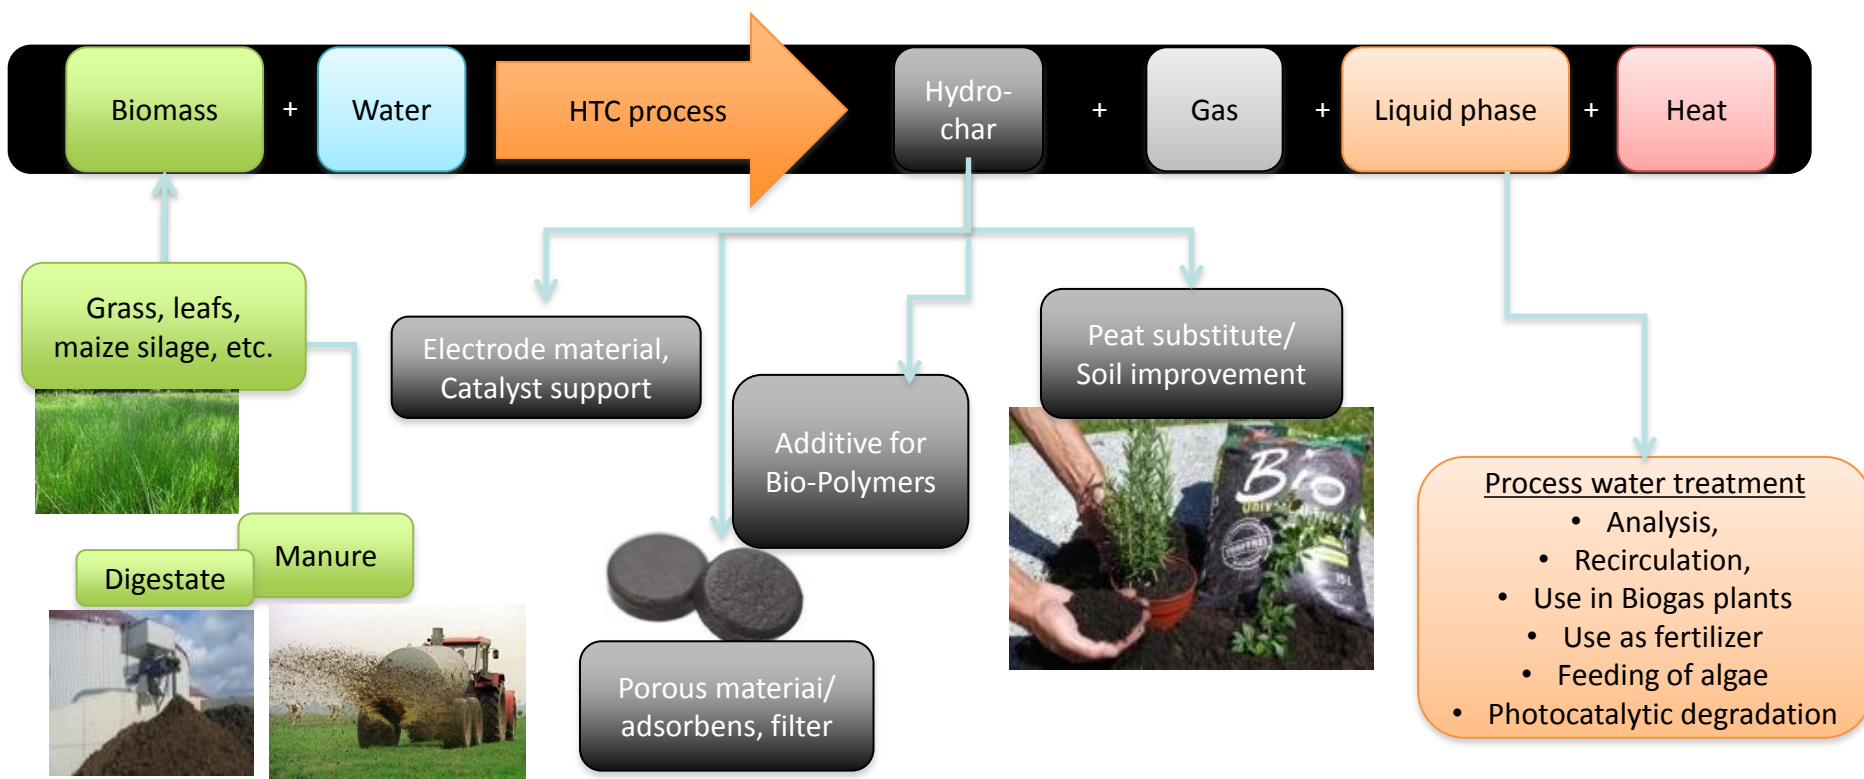 Biomass
+
Water
HTC process
Hydro-
char
+
Gas
+
Liquid phase
+
Heat
Grass, leafs,
maize silage, etc.
Manure
Digestate
Electrode material,
Catalyst support
Additive for
Bio-Polymers
Porous materiai/
adsorbens, filter
Peat substitute/
Soil improvement
Bio
Process water treatment
• Analysis,
• Recirculation,
• Use in Biogas plants
• Use as fertilizer
• Feeding of algae
• Photocatalytic degradation